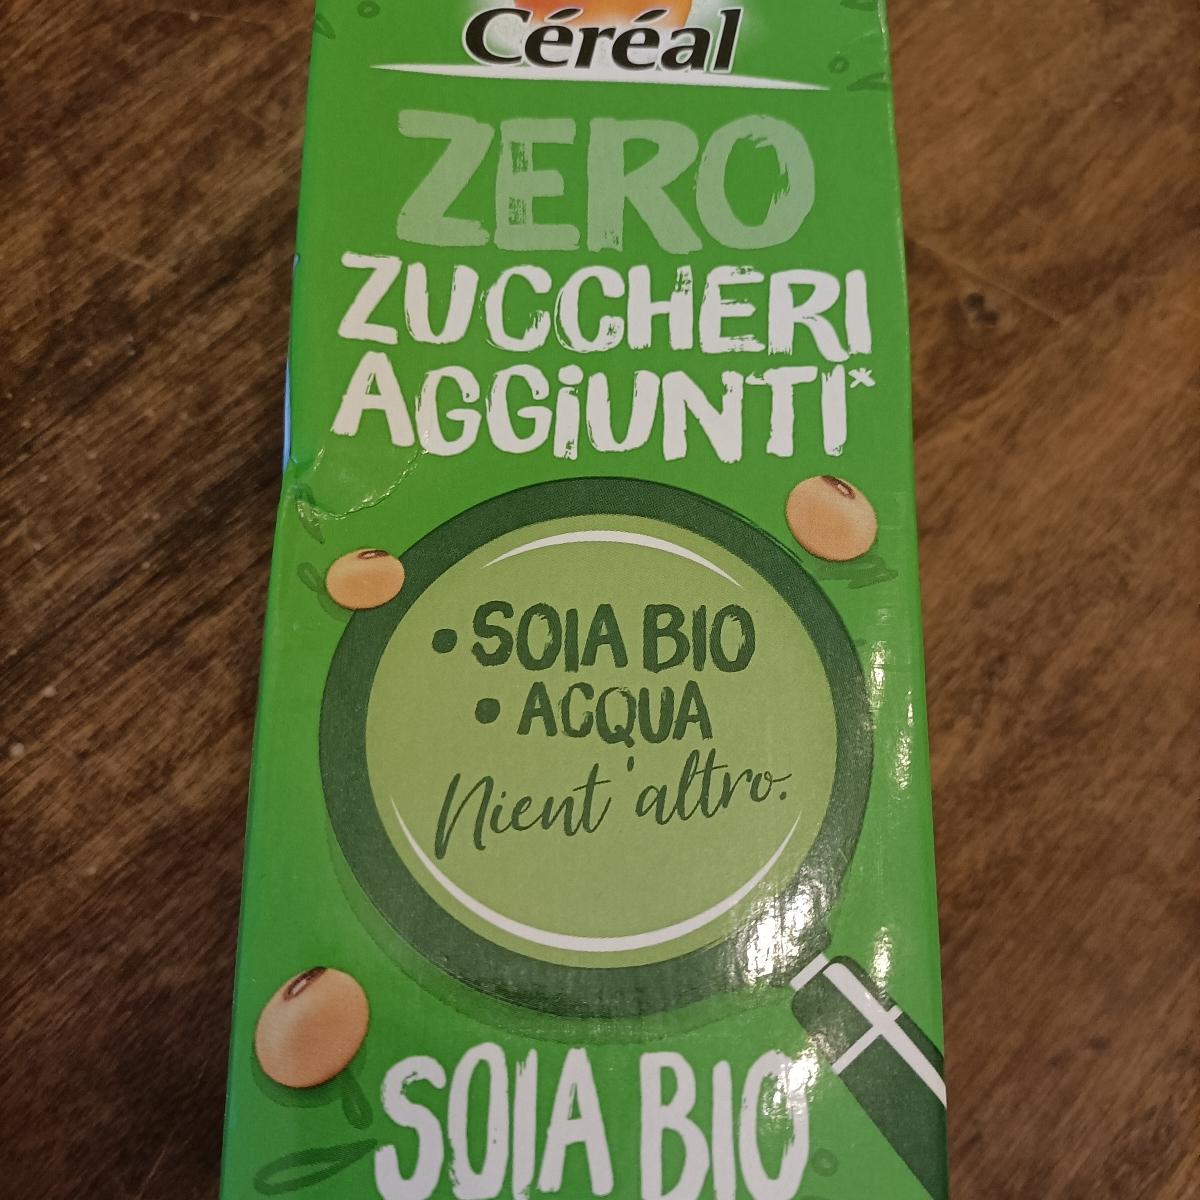 Céréal
ZERO
ZUCCHERI
AGGIUNTI*
• SOIA BIO
• ACQUA
Nient'altro.
SOIA BIO